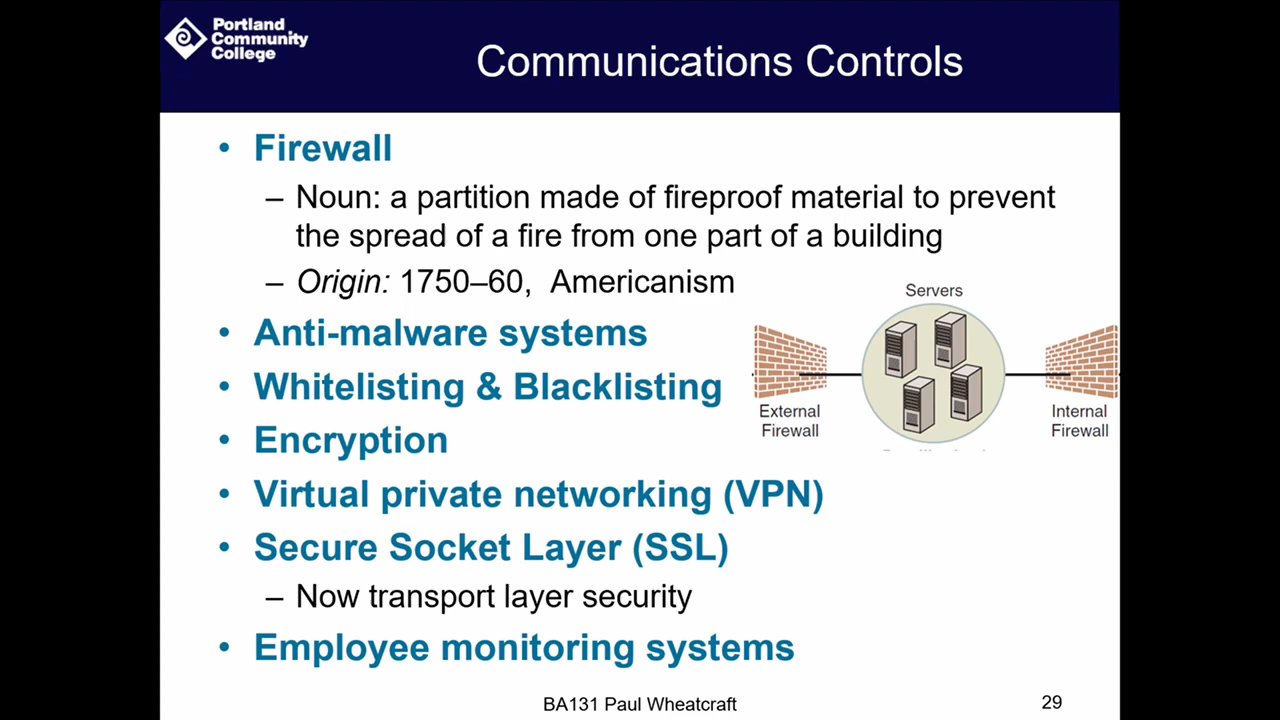 Portland
Community
College
Communications Controls
• Firewall
– Noun: a partition made of fireproof material to prevent
the spread of a fire from one part of a building
– Origin: 1750–60, Americanism
• Anti-malware systems
• Whitelisting & Blacklisting
• Encryption
• Virtual private networking (VPN)
• Secure Socket Layer (SSL)
– Now transport layer security
• Employee monitoring systems
Servers
External
Firewall
Internal
Firewall
BA131 Paul Wheatcraft
29